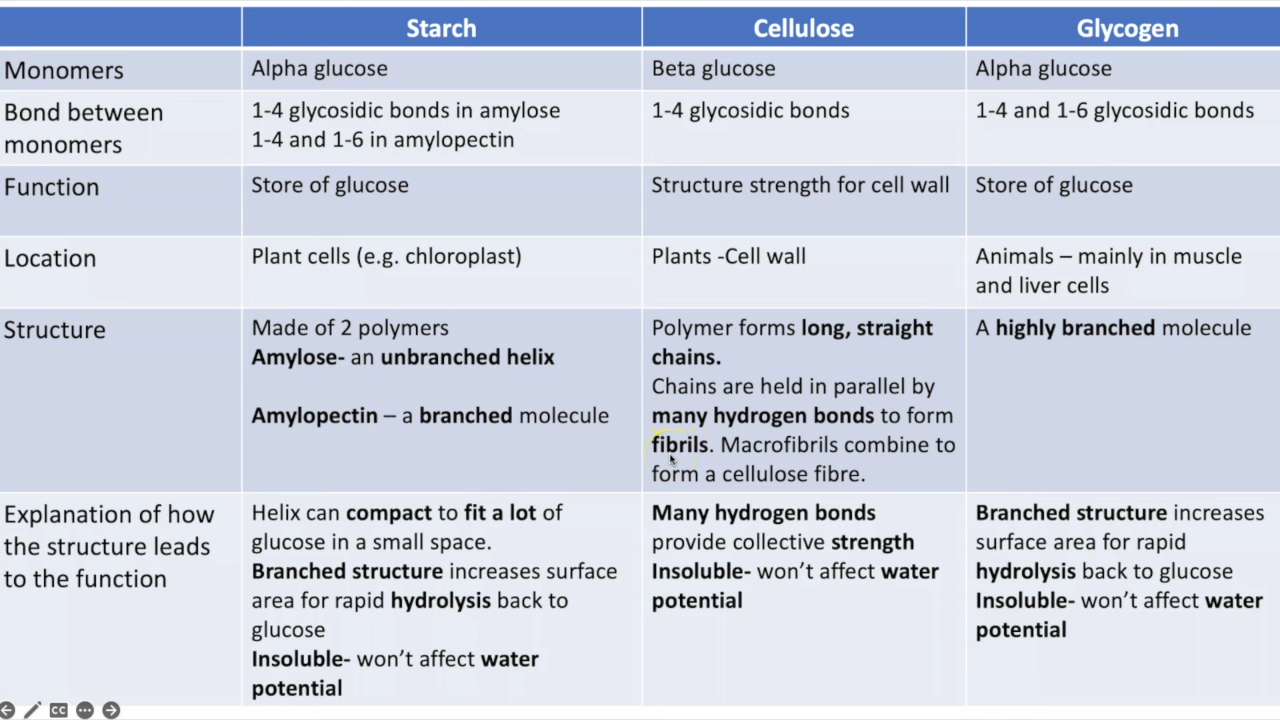 Starch
Cellulose
Glycogen
Monomers
Alpha glucose
Beta glucose
Alpha glucose
Bond between
monomers
1-4 glycosidic bonds in amylose
1-4 and 1-6 in amylopectin
1-4 glycosidic bonds
1-4 and 1-6 glycosidic bonds
Function
Store of glucose
Structure strength for cell wall
Store of glucose
Location
Plant cells (e.g. chloroplast)
Plants -Cell wall
Animals – mainly in muscle
and liver cells
Structure
Made of 2 polymers
Amylose- an unbranched helix
Amylopectin – a branched molecule
Polymer forms long, straight
chains.
Chains are held in parallel by
many hydrogen bonds to form
fibrils. Macrofibrils combine to
form a cellulose fibre.
A highly branched molecule
Explanation of how
the structure leads
to the function
Helix can compact to fit a lot of
glucose in a small space.
Branched structure increases surface
area for rapid hydrolysis back to
glucose
Insoluble- won't affect water
potential
Many hydrogen bonds
provide collective strength
Insoluble- won't affect water
potential
Branched structure increases
surface area for rapid
hydrolysis back to glucose
Insoluble- won't affect water
potential
CC